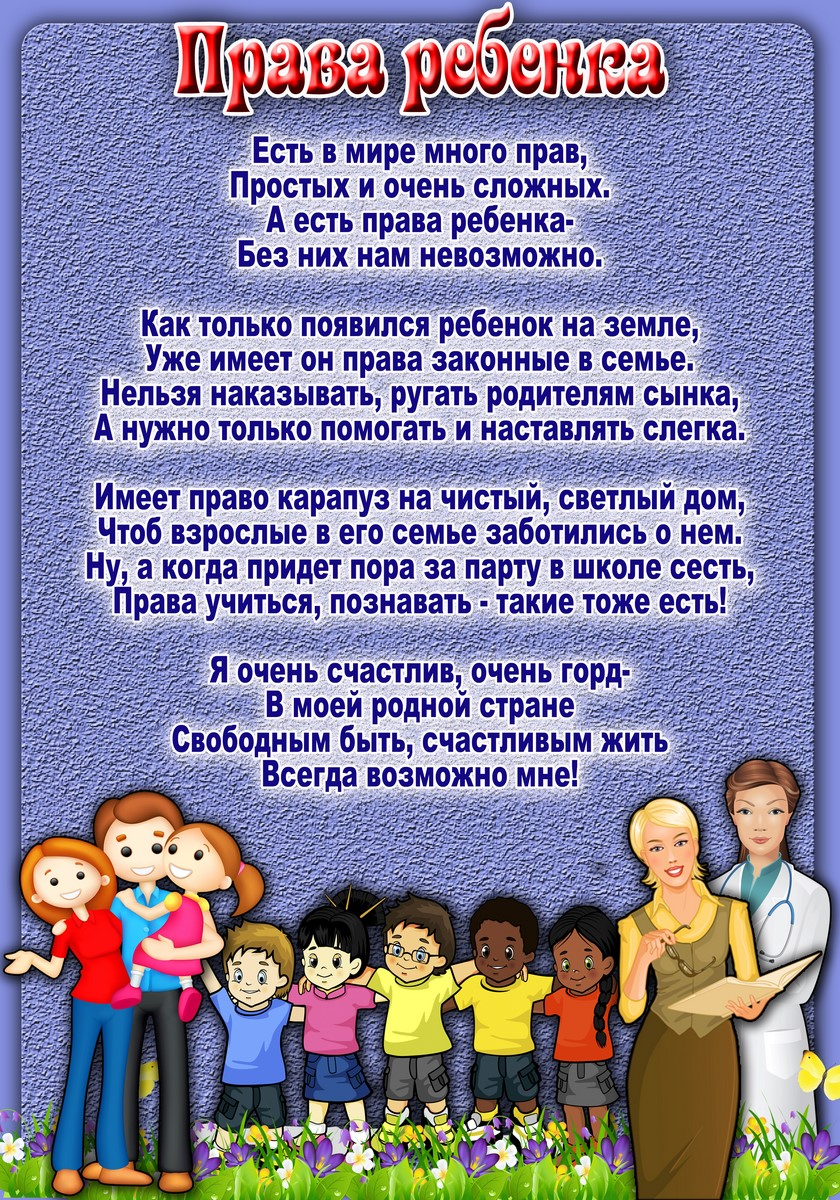 Права ребенка
Есть в мире много прав,
Простых и очень сложных.
А есть права ребенка-
Без них нам невозможно.
Как только появился ребенок на земле,
Уже имеет он права законные в семье.
Нельзя наказывать, ругать родителям сынка,
А нужно только помогать и наставлять слегка.
Имеет право карапуз на чистый, светлый дом,
Чтоб взрослые в его семье заботились о нем.
Ну, а когда придет пора за парту в школе сесть,
Права учиться, познавать - такие тоже есть!
Я очень счастлив, очень горд-
В моей родной стране
Свободным быть, счастливым жить
Всегда возможно мне!